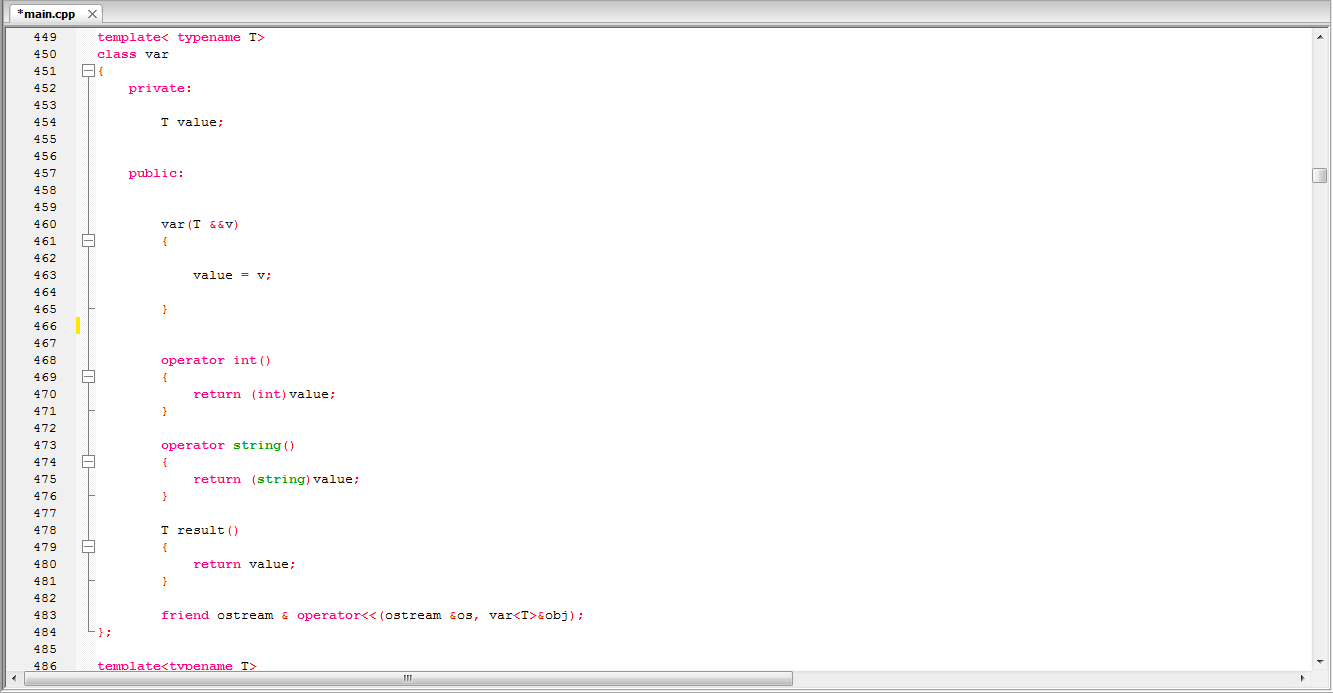 *main.cpp
449 template< typename T>
450 class var
451 {
452 private:
453
454 T value;
455
456
457 public:
458
459
460 var(T &&v)
461 {
462
463 value = v;
464
465 }
466
467
468 operator int()
469 {
470 return (int)value;
471 }
472
473 operator string()
474 {
475 return (string)value;
476 }
477
478 T result()
479 {
480 return value;
481 }
482
483 friend ostream & operator<<(ostream &os, var<T>&obj);
484 };
485
486 template<typename T>